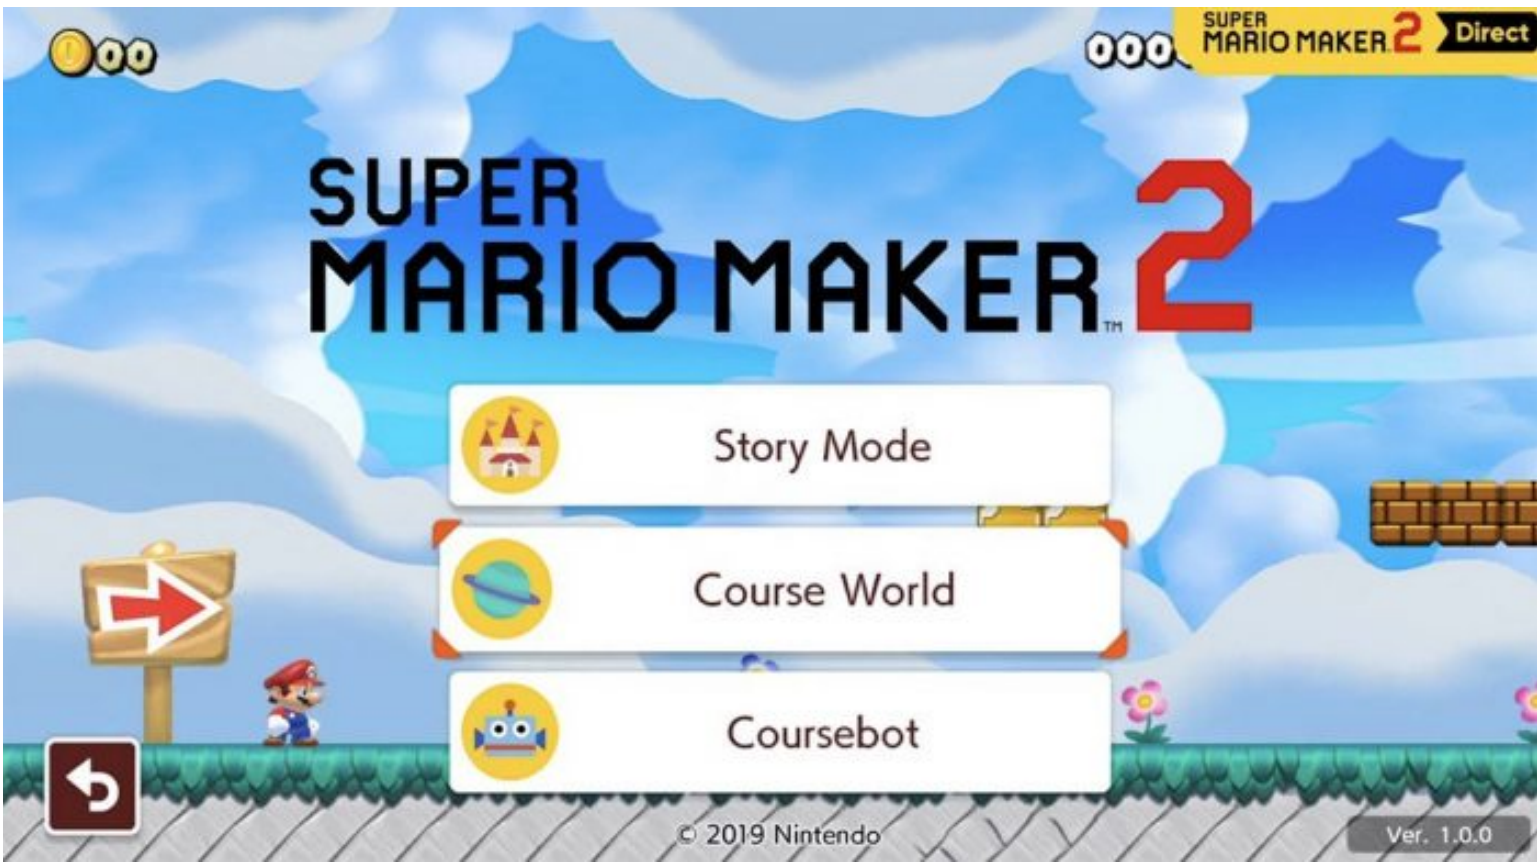 00
000
SUPER
MARIO MAKER 2 Direct
SUPER
MARIO MAKER 2
TM
Story Mode
Course World
Coursebot
© 2019 Nintendo
Ver. 1.0.0